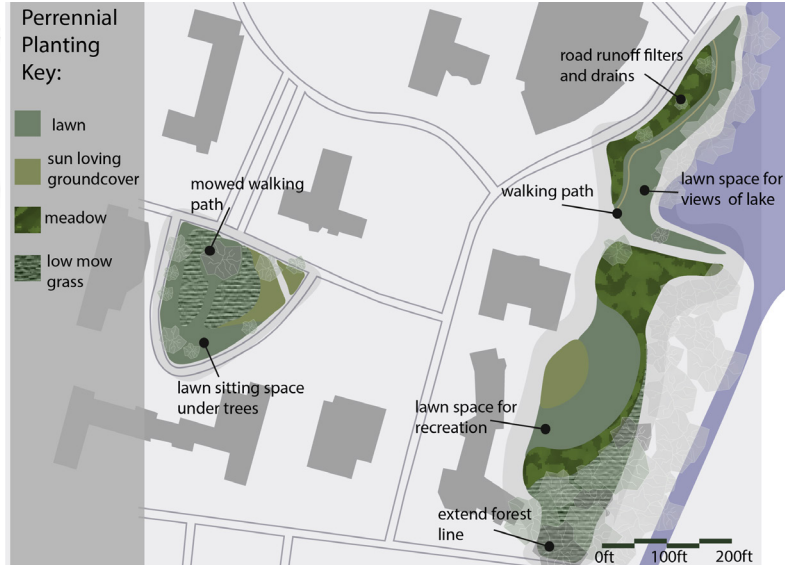 Perrennial
Planting
Key:
lawn
sun loving
groundcover
meadow
low mow
grass
mowed walking
path
lawn sitting space
under trees
road runoff filters
and drains
walking path
lawn space for
views of lake
lawn space for
recreation
extend forest
line
0ft 100ft 200ft